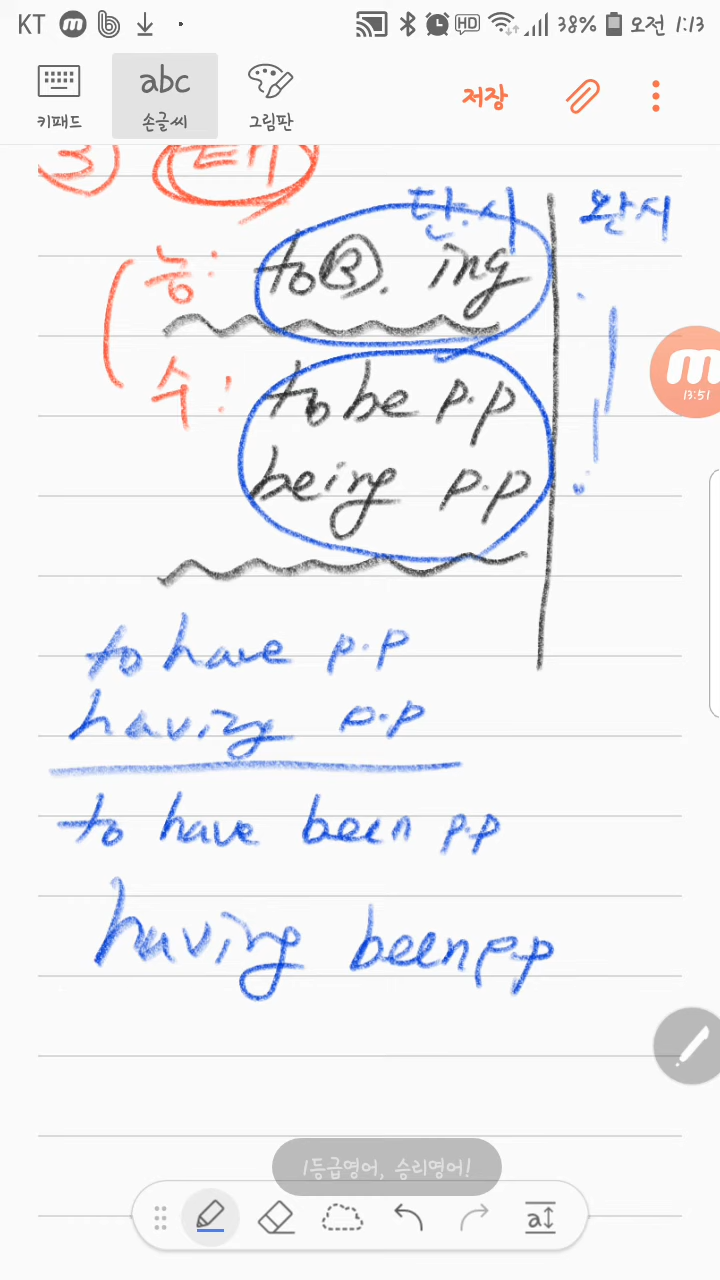 KT 38% 오전 1:13
키패드 abc 손글씨 그림판 저장
③ 태
단.시 완시
능: to Ⓡ. ing
수: to be p.p
13:51
being p.p
to have p.p
having p.p
to have been p.p
having been p.p
1등급영어, 승리영어!